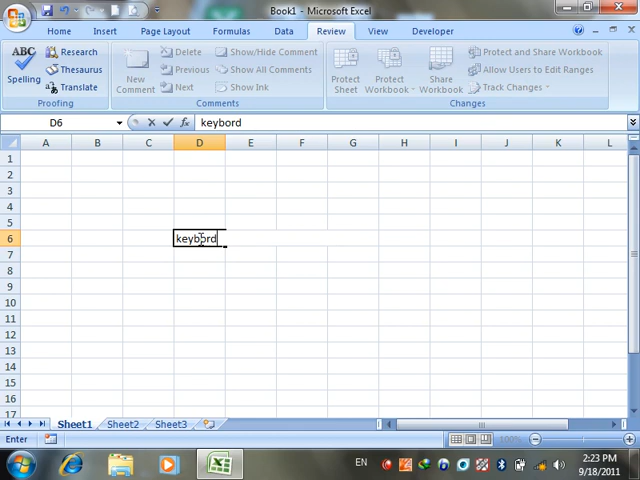 Book1 - Microsoft Excel
Home Insert Page Layout Formulas Data Review View Developer
ABC Spelling
Research
Thesaurus
Translate
Proofing
New Comment
Delete
Previous
Next
Show/Hide Comment
Show All Comments
Show Ink
Comments
Protect Sheet
Protect Workbook
Share Workbook
Protect and Share Workbook
Allow Users to Edit Ranges
Track Changes
Changes
D6 fx keybord
A B C D E F G H I J K L
1
2
3
4
5
6 keybord
7
8
9
10
11
12
13
14
15
16
17
Sheet1 Sheet2 Sheet3
Enter 100%
EN 2:23 PM
9/18/2011